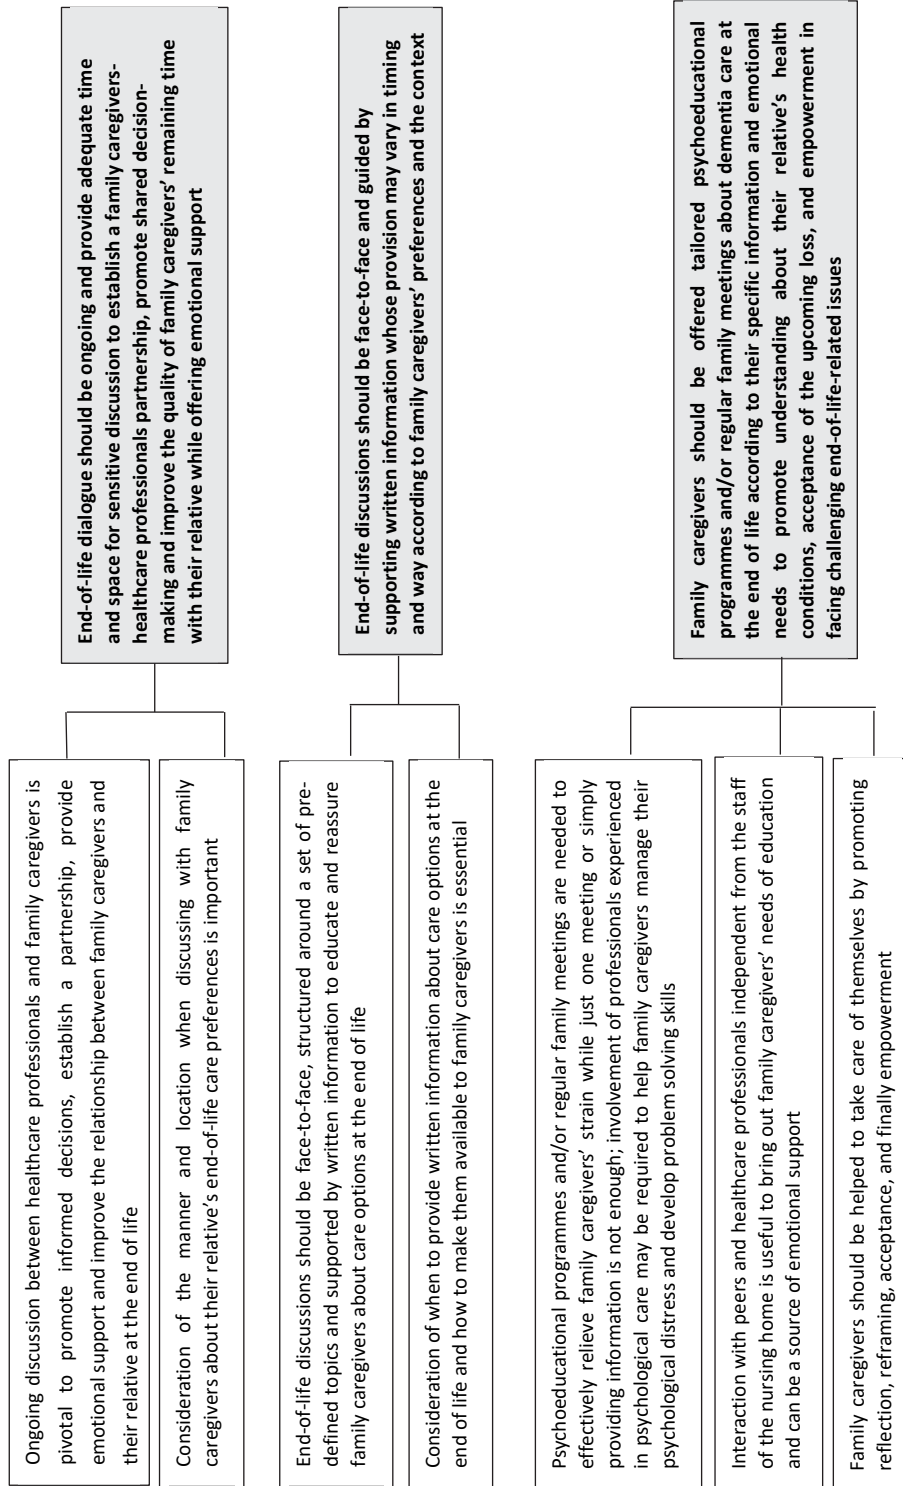 Ongoing discussion between healthcare professionals and family caregivers is
pivotal to promote informed decisions, establish a partnership, provide
emotional support and improve the relationship between family caregivers and
their relative at the end of life
Consideration of the manner and location when discussing with family
caregivers about their relative's end-of-life care preferences is important
End-of-life dialogue should be ongoing and provide adequate time
and space for sensitive discussion to establish a family caregivers-
healthcare professionals partnership, promote shared decision-
making and improve the quality of family caregivers' remaining time
with their relative while offering emotional support
End-of-life discussions should be face-to-face, structured around a set of pre-
defined topics and supported by written information to educate and reassure
family caregivers about care options at the end of life
Consideration of when to provide written information about care options at the
end of life and how to make them available to family caregivers is essential
End-of-life discussions should be face-to-face and guided by
supporting written information whose provision may vary in timing
and way according to family caregivers' preferences and the context
Psychoeducational programmes and/or regular family meetings are needed to
effectively relieve family caregivers' strain while just one meeting or simply
providing information is not enough; involvement of professionals experienced
in psychological care may be required to help family caregivers manage their
psychological distress and develop problem solving skills
Interaction with peers and healthcare professionals independent from the staff
of the nursing home is useful to bring out family caregivers' needs of education
and can be a source of emotional support
Family caregivers should be helped to take care of themselves by promoting
reflection, reframing, acceptance, and finally empowerment
Family caregivers should be offered tailored psychoeducational
programmes and/or regular family meetings about dementia care at
the end of life according to their specific information and emotional
needs to promote understanding about their relative's health
conditions, acceptance of the upcoming loss, and empowerment in
facing challenging end-of-life-related issues